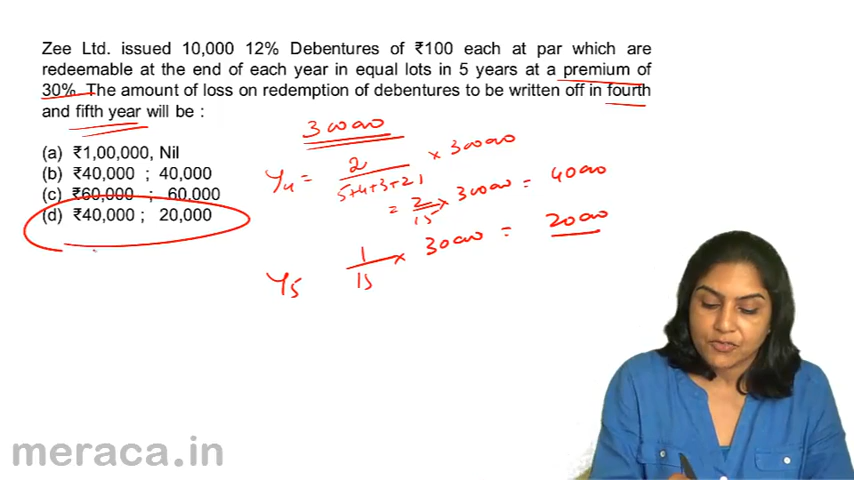 Zee Ltd. issued 10,000 12% Debentures of ₹100 each at par which are
redeemable at the end of each year in equal lots in 5 years at a premium of
30%. The amount of loss on redemption of debentures to be written off in fourth
and fifth year will be :
300000
(a) ₹1,00,000, Nil
(b) ₹40,000 ; 40,000
(c) ₹60,000 ; 60,000
(d) ₹40,000 ; 20,000
Y4 = 2 / 5+4+3+2+1 × 300000
= 2/15 × 300000 = 40000
Y5 1/15 × 300000 = 20000
meraca.in